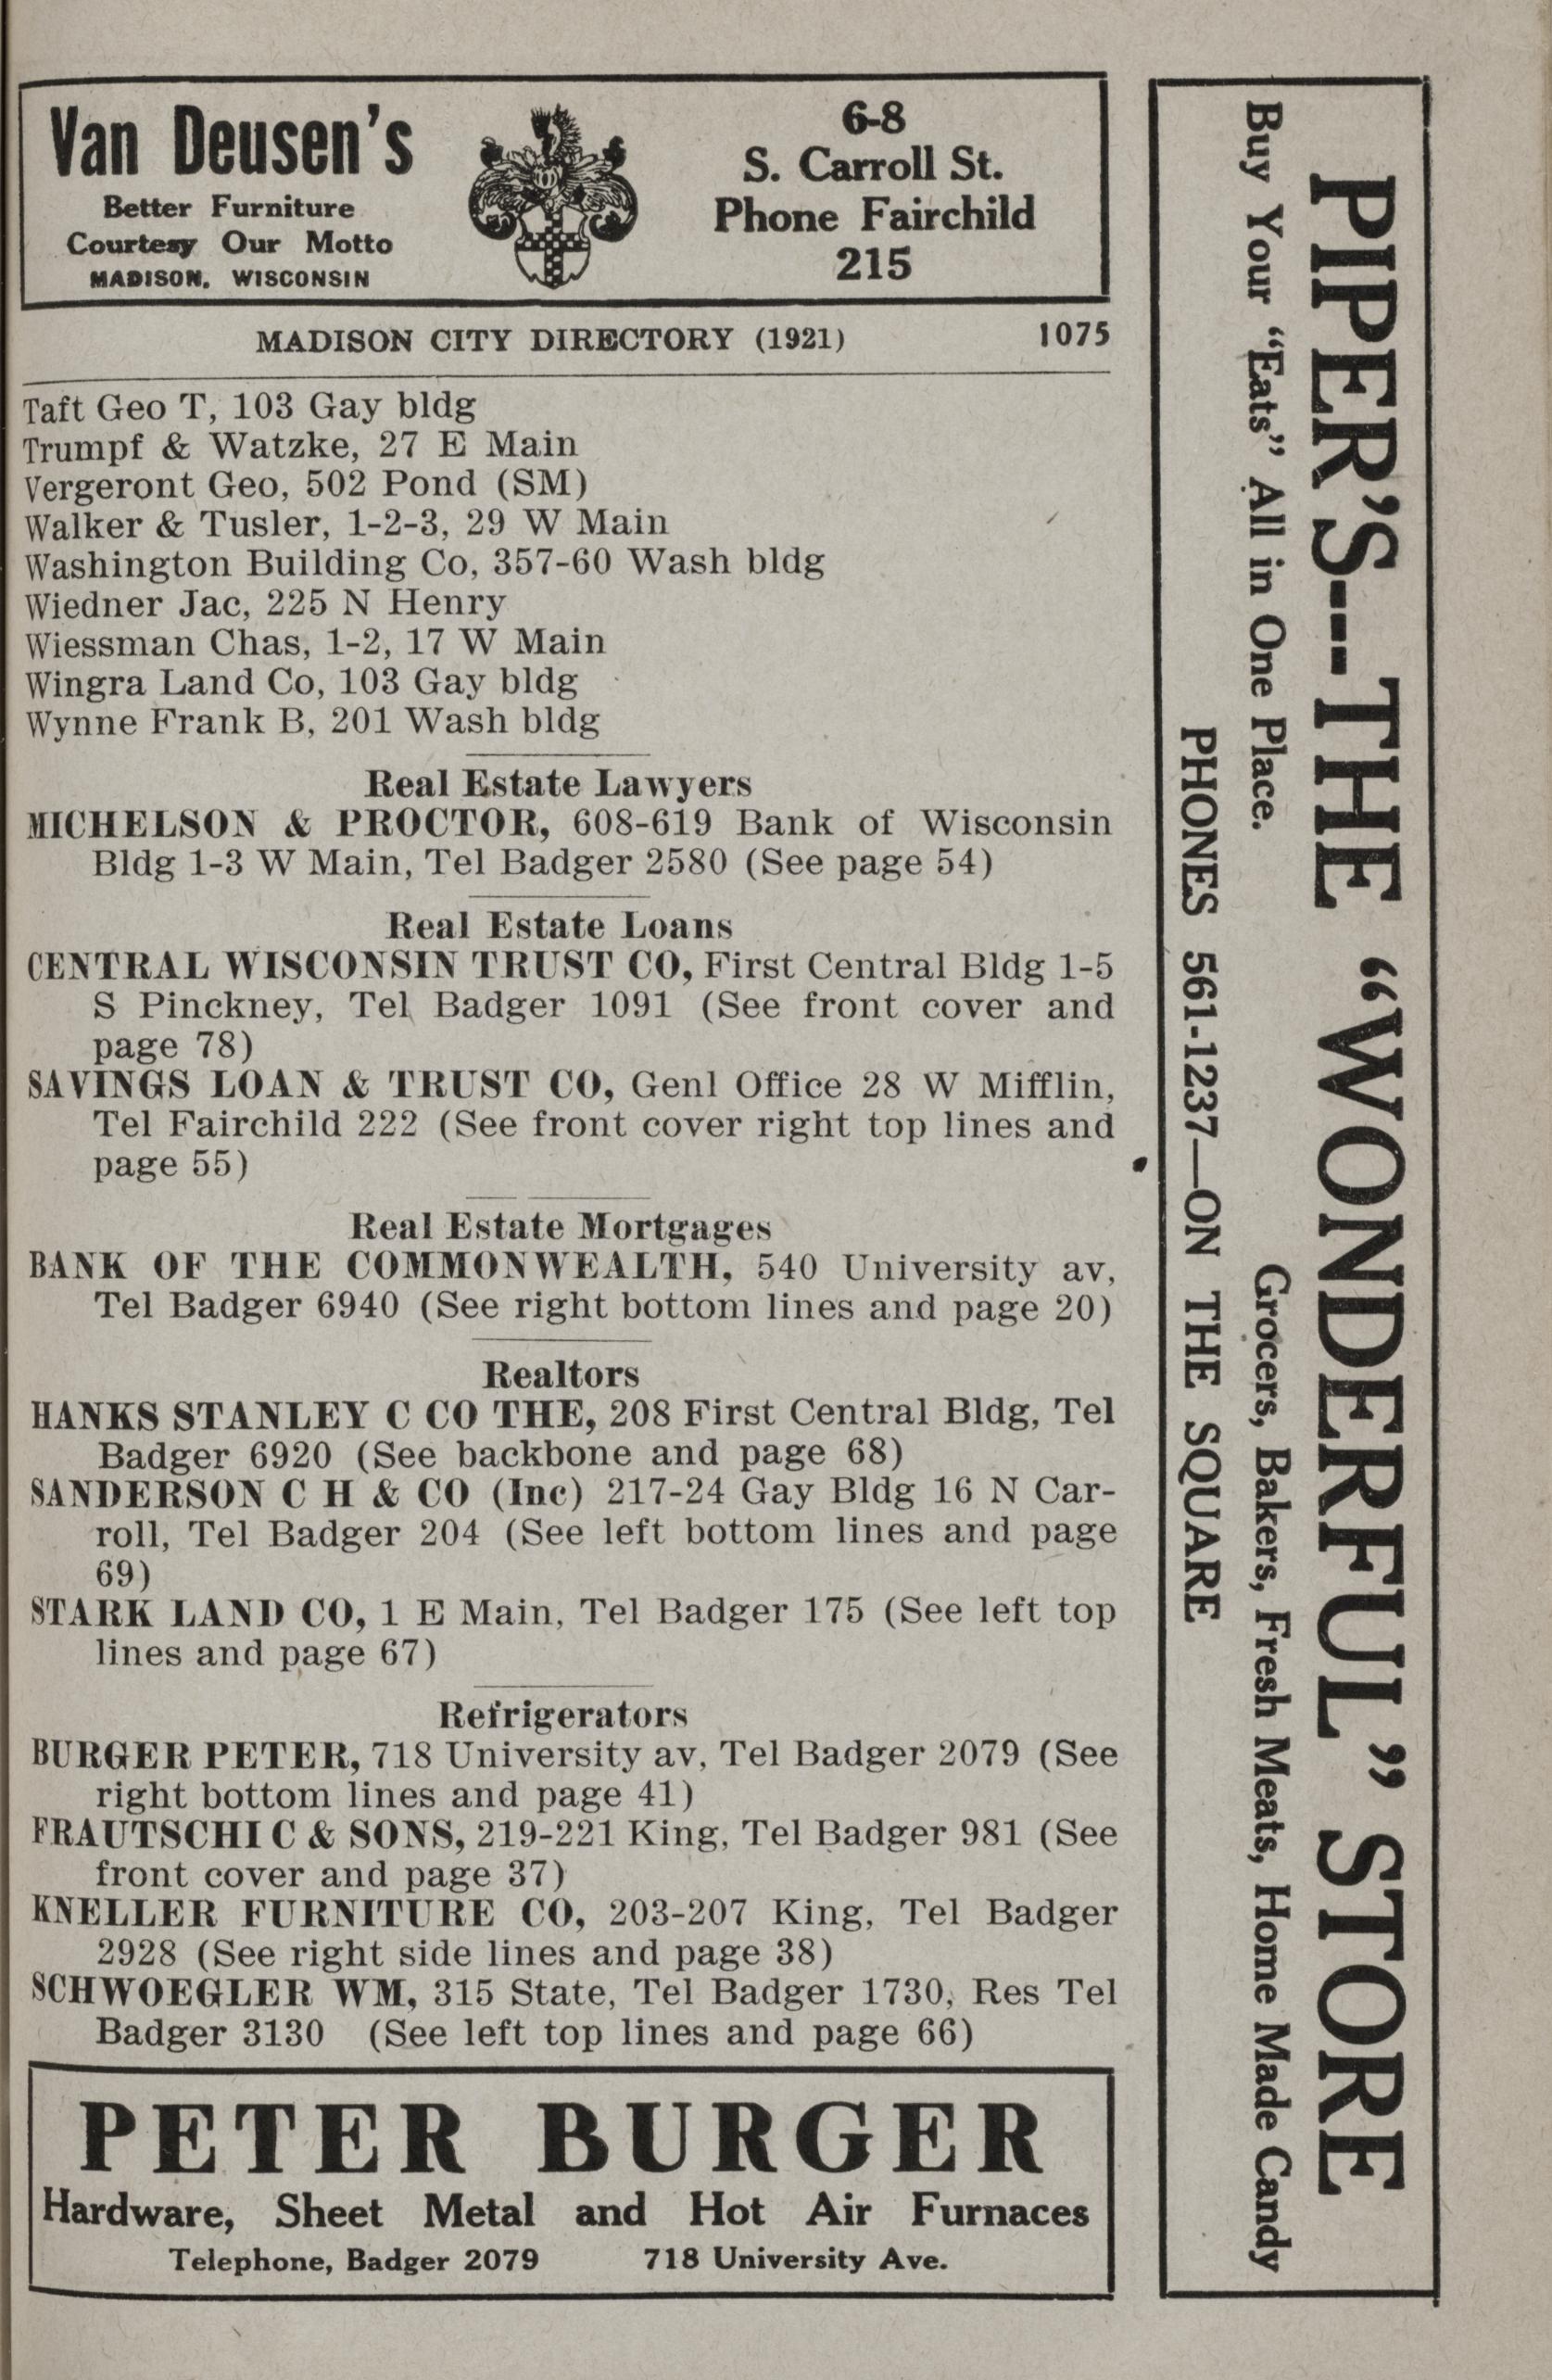 Van Deusen's
Better Furniture
Courtesy Our Motto
MADISON, WISCONSIN
6-8
S. Carroll St.
Phone Fairchild
215
MADISON CITY DIRECTORY (1921) 1075
Taft Geo T, 103 Gay bldg
Trumpf & Watzke, 27 E Main
Vergeront Geo, 502 Pond (SM)
Walker & Tusler, 1-2-3, 29 W Main
Washington Building Co, 357-60 Wash bldg
Wiedner Jac, 225 N Henry
Wiessman Chas, 1-2, 17 W Main
Wingra Land Co, 103 Gay bldg
Wynne Frank B, 201 Wash bldg
Real Estate Lawyers
MICHELSON & PROCTOR, 608-619 Bank of Wisconsin
Bldg 1-3 W Main, Tel Badger 2580 (See page 54)
Real Estate Loans
CENTRAL WISCONSIN TRUST CO, First Central Bldg 1-5
S Pinckney, Tel Badger 1091 (See front cover and
page 78)
SAVINGS LOAN & TRUST CO, Genl Office 28 W Mifflin,
Tel Fairchild 222 (See front cover right top lines and
page 55)
Real Estate Mortgages
BANK OF THE COMMONWEALTH, 540 University av,
Tel Badger 6940 (See right bottom lines and page 20)
Realtors
HANKS STANLEY C CO THE, 208 First Central Bldg, Tel
Badger 6920 (See backbone and page 68)
SANDERSON C H & CO (Inc) 217-24 Gay Bldg 16 N Car-
roll, Tel Badger 204 (See left bottom lines and page
69)
STARK LAND CO, 1 E Main, Tel Badger 175 (See left top
lines and page 67)
Refrigerators
BURGER PETER, 718 University av, Tel Badger 2079 (See
right bottom lines and page 41)
FRAUTSCHI C & SONS, 219-221 King, Tel Badger 981 (See
front cover and page 37)
KNELLER FURNITURE CO, 203-207 King, Tel Badger
2928 (See right side lines and page 38)
SCHWOEGLER WM, 315 State, Tel Badger 1730, Res Tel
Badger 3130 (See left top lines and page 66)
PETER BURGER
Hardware, Sheet Metal and Hot Air Furnaces
Telephone, Badger 2079 718 University Ave.
PIPER'S---THE "WONDERFUL" STORE
Buy Your "Eats" All in One Place. Grocers, Bakers, Fresh Meats, Home Made Candy
PHONES 561-1237—ON THE SQUARE